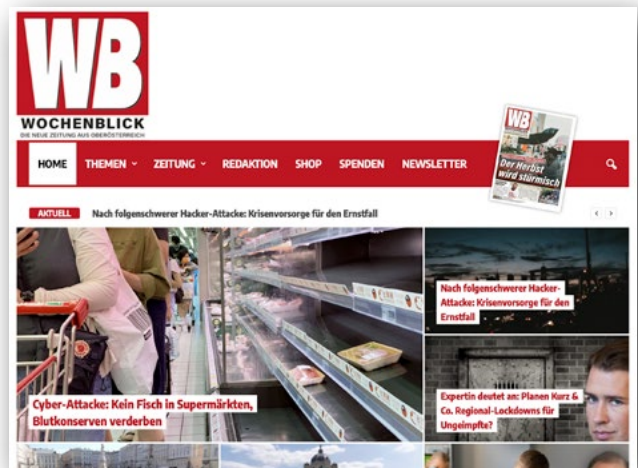 WB
WOCHENBLICK
DIE NEUE ZEITUNG AUS OBERÖSTERREICH
WB
Der Herbst
wird stürmisch
HOME THEMEN ZEITUNG REDAKTION SHOP SPENDEN NEWSLETTER
AKTUELL Nach folgenschwerer Hacker-Attacke: Krisenvorsorge für den Ernstfall
Nach folgenschwerer Hacker-
Attacke: Krisenvorsorge für den
Ernstfall
Cyber-Attacke: Kein Fisch in Supermärkten,
Blutkonserven verderben
Expertin deutet an: Planen Kurz &
Co. Regional-Lockdowns für
Ungeimpfte?